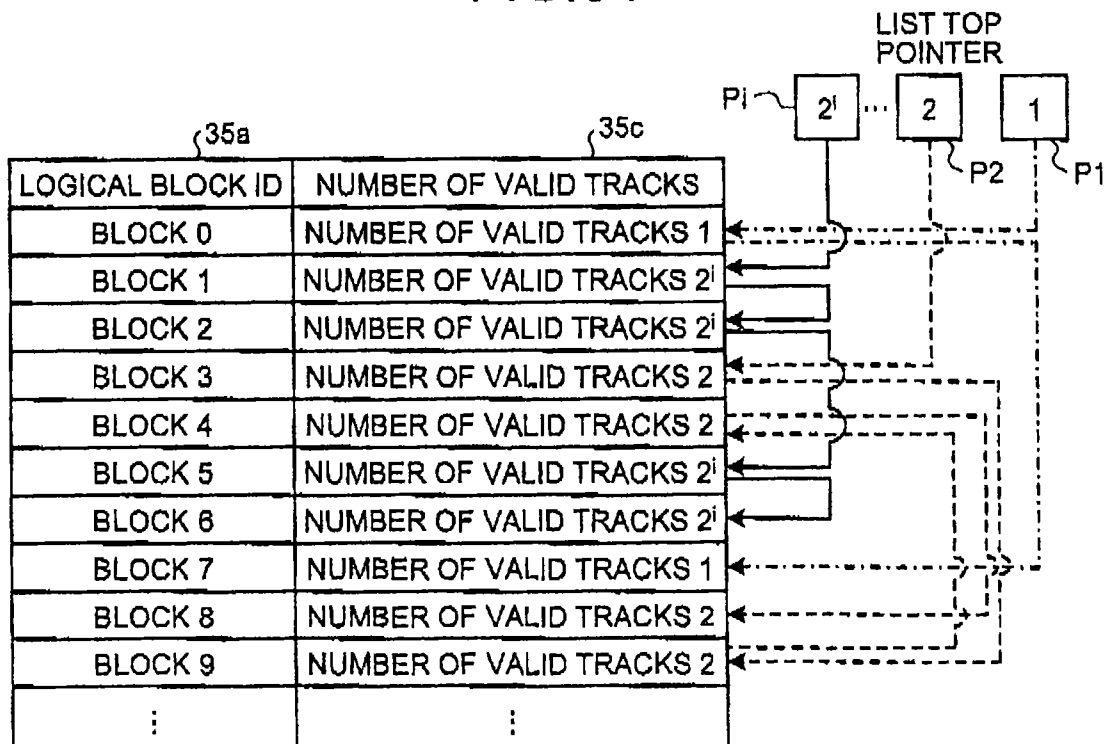 LIST TOP
POINTER
Pi 2i ... 2 1
P2 P1
35a 35c
LOGICAL BLOCK ID NUMBER OF VALID TRACKS
BLOCK 0 NUMBER OF VALID TRACKS 1
BLOCK 1 NUMBER OF VALID TRACKS 2i
BLOCK 2 NUMBER OF VALID TRACKS 2i
BLOCK 3 NUMBER OF VALID TRACKS 2
BLOCK 4 NUMBER OF VALID TRACKS 2
BLOCK 5 NUMBER OF VALID TRACKS 2i
BLOCK 6 NUMBER OF VALID TRACKS 2i
BLOCK 7 NUMBER OF VALID TRACKS 1
BLOCK 8 NUMBER OF VALID TRACKS 2
BLOCK 9 NUMBER OF VALID TRACKS 2
⋮ ⋮